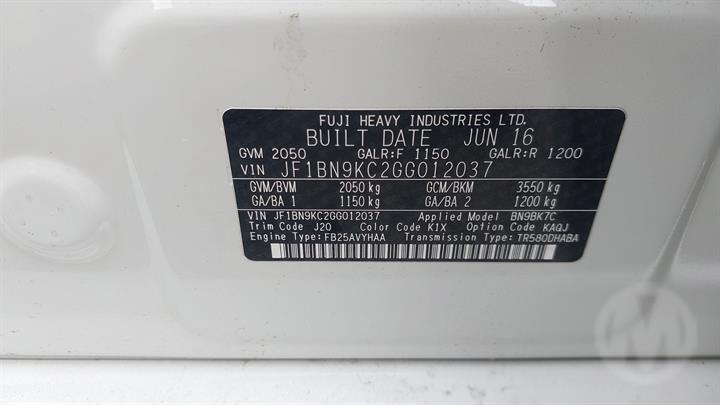 FUJI HEAVY INDUSTRIES LTD.
BUILT DATE JUN 16
GVM 2050 GALR:F 1150 GALR:R 1200
VIN JF1BN9KC2GG012037
GVM/BVM 2050 kg GCM/BKM 3550 kg
GA/BA 1 1150 kg GA/BA 2 1200 kg
VIN JF1BN9KC2GG012037 Applied Model BN9BK7C
Trim Code J20 Color Code K1X Option Code KAQJ
Engine Type: FB25AVYHAA Transmission Type: TR580DHABA
M